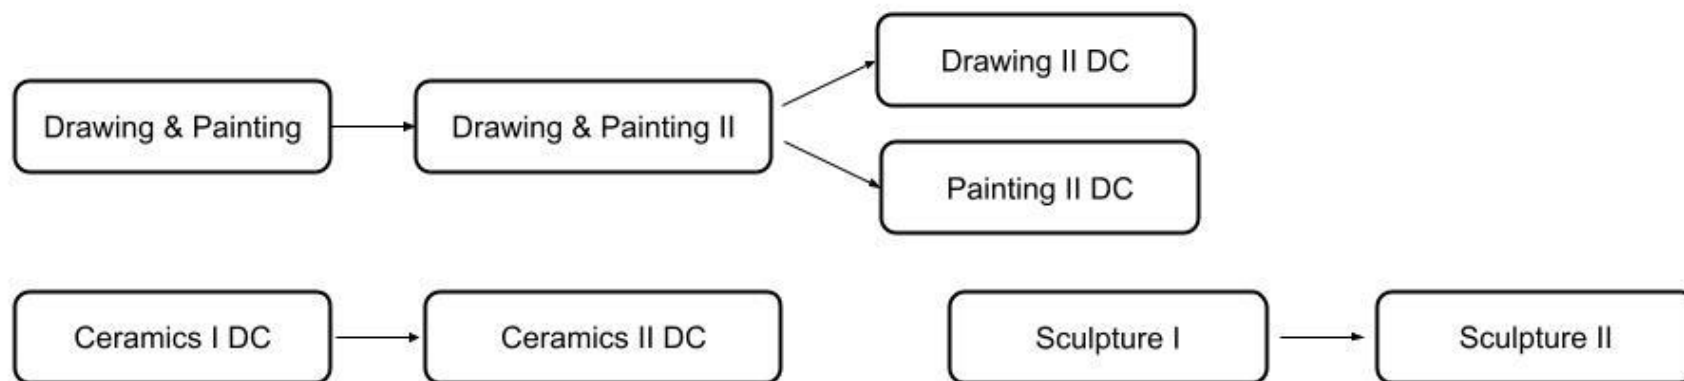 Drawing II DC
Drawing & Painting
Drawing & Painting II
Painting II DC
Ceramics I DC
Ceramics II DC
Sculpture I
Sculpture II